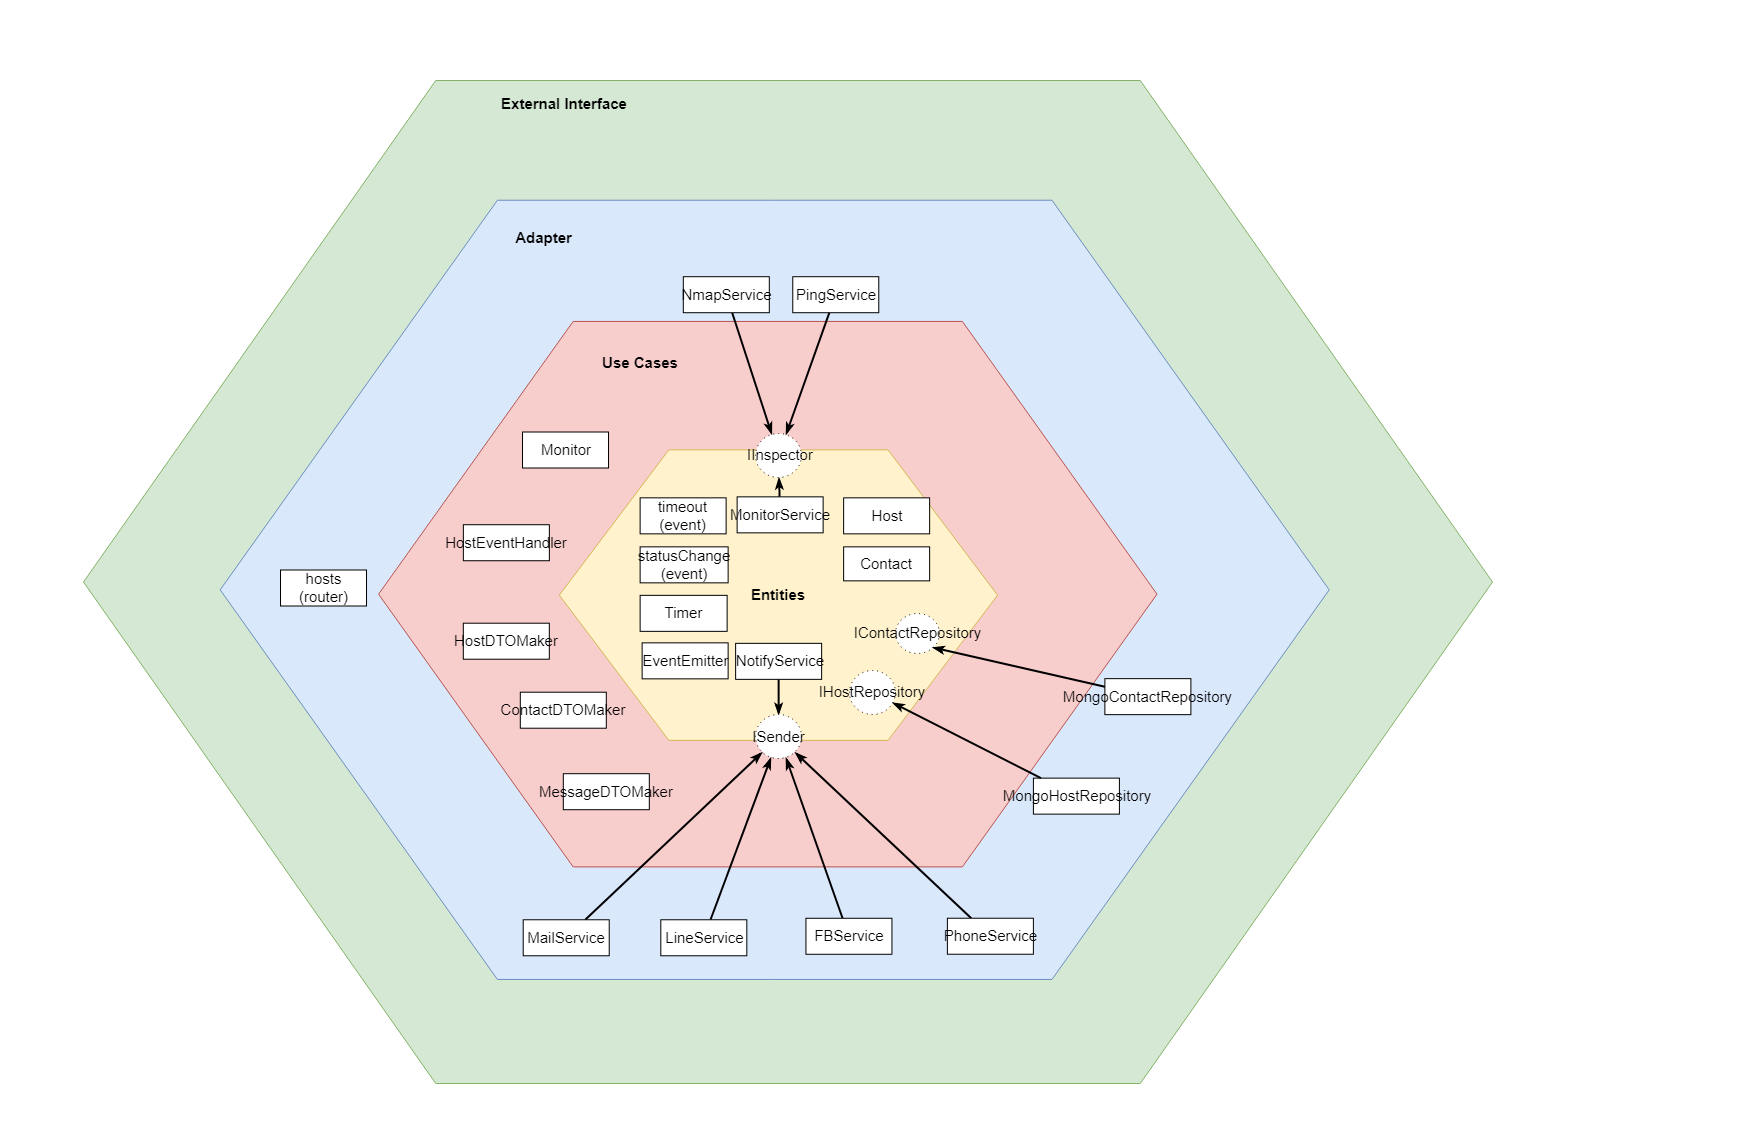 External Interface
Adapter
NmapService
PingService
Use Cases
Monitor
IInspector
timeout
(event)
MonitorService
Host
HostEventHandler
statusChange
(event)
Contact
hosts
(router)
Entities
Timer
IContactRepository
HostDTOMaker
EventEmitter
NotifyService
IHostRepository
MongoContactRepository
ContactDTOMaker
ISender
MessageDTOMaker
MongoHostRepository
MailService
LineService
FBService
PhoneService